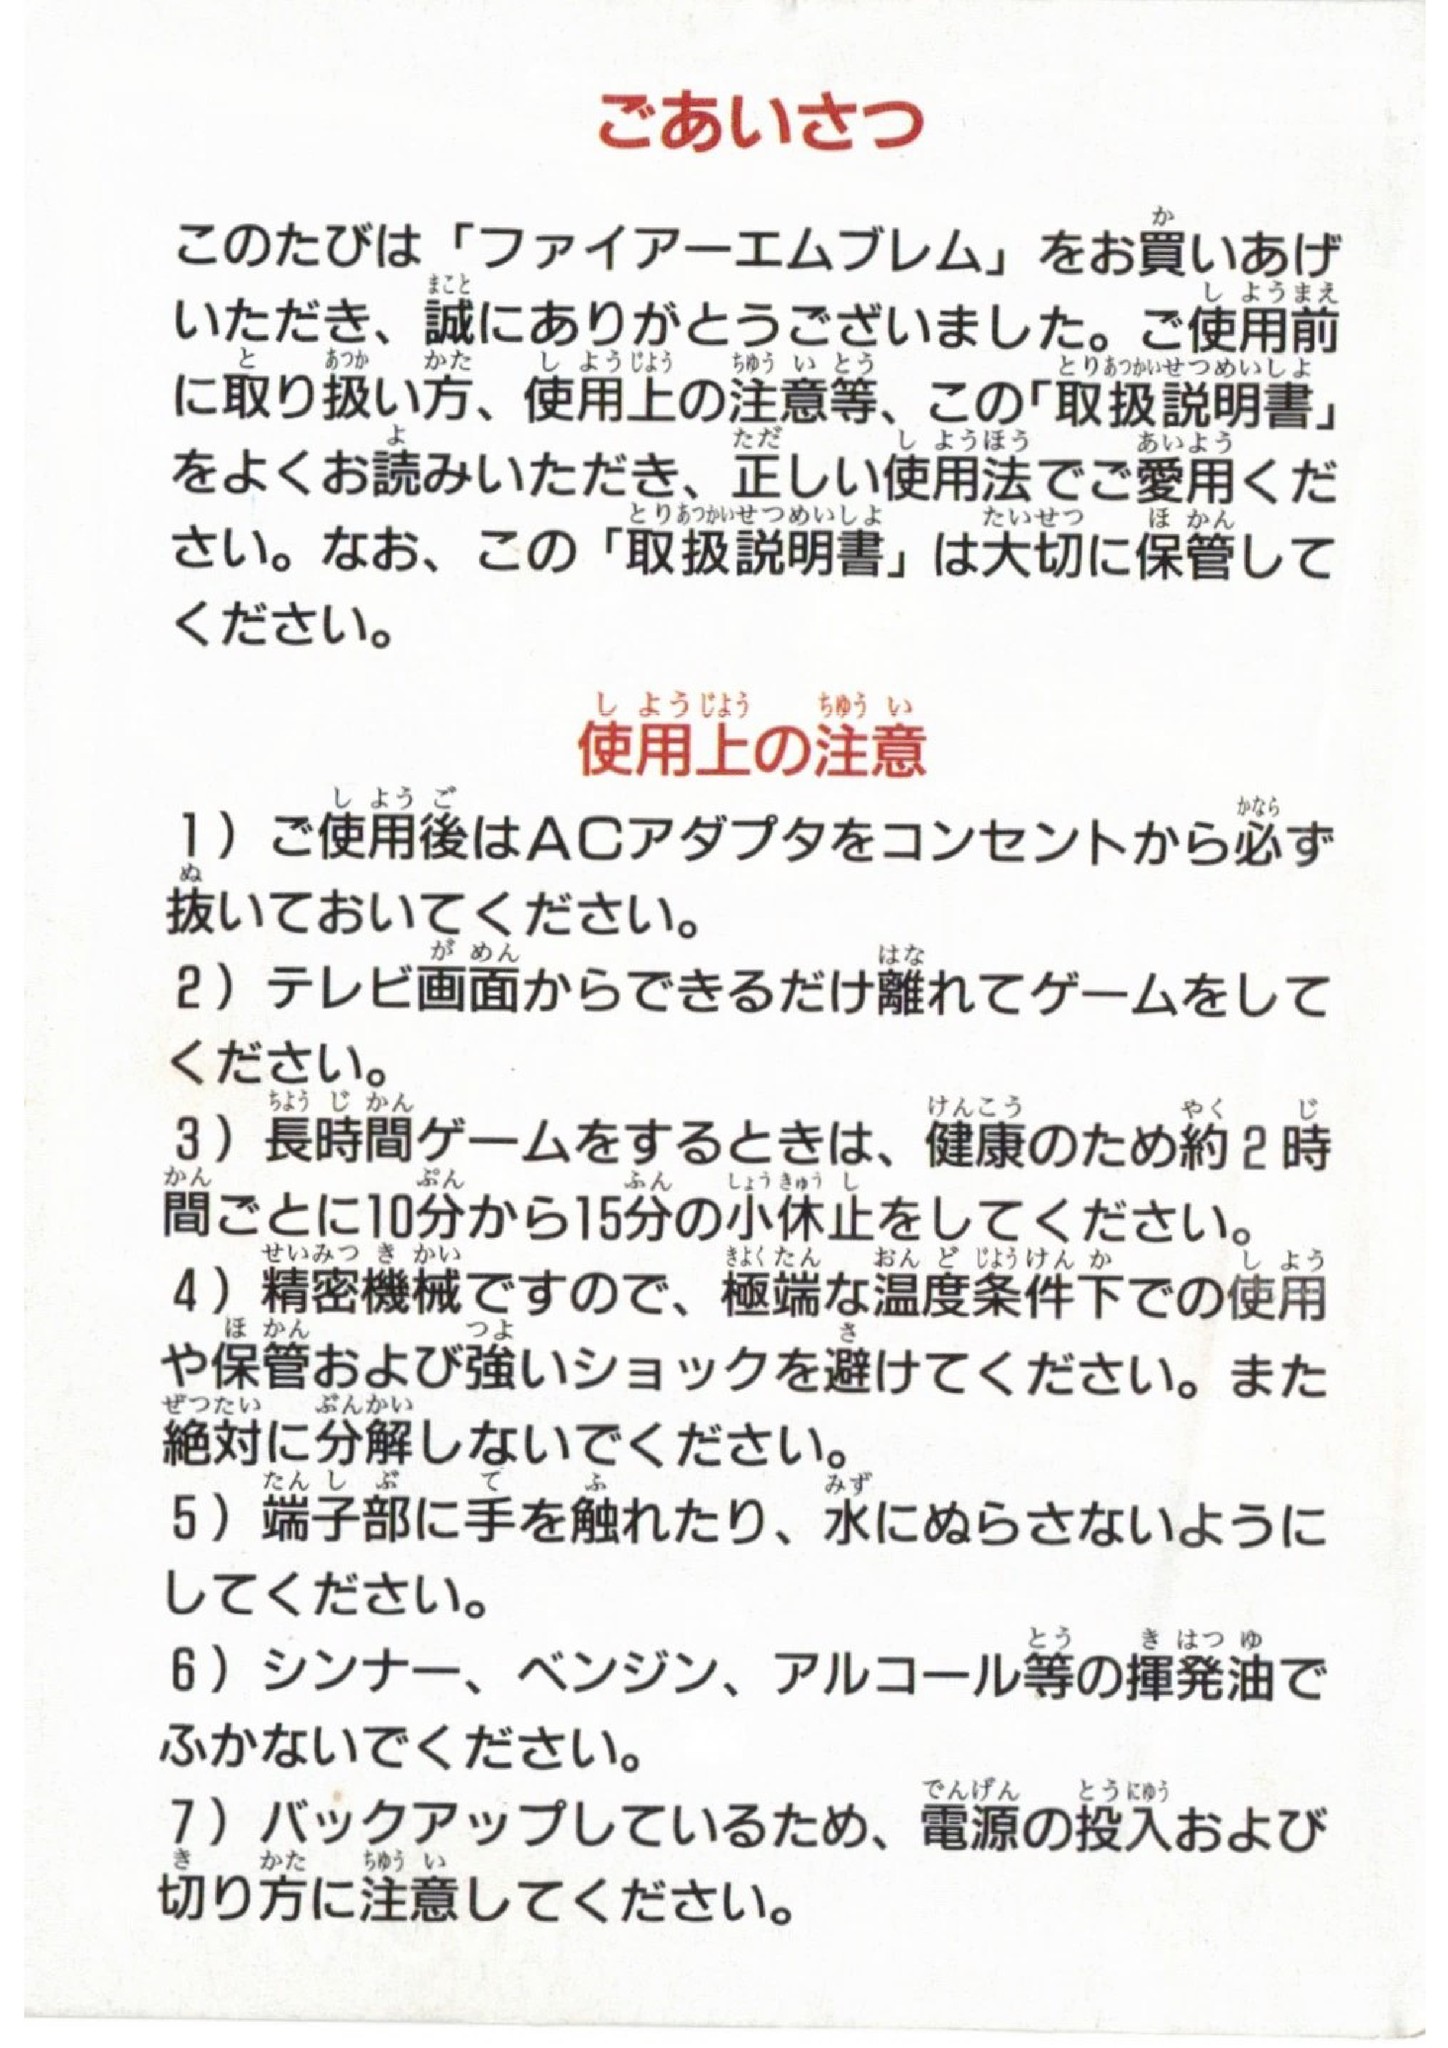 ごあいさつ
このたびは「ファイアーエムブレム」をお買いあげ
いただき、誠にありがとうございました。ご使用前
に取り扱い方、使用上の注意等、この「取扱説明書」
をよくお読みいただき、正しい使用法でご愛用くだ
さい。なお、この「取扱説明書」は大切に保管して
ください。
使用上の注意
1）ご使用後はACアダプタをコンセントから必ず
抜いておいてください。
2）テレビ画面からできるだけ離れてゲームをして
ください。
3）長時間ゲームをするときは、健康のため約2時
間ごとに10分から15分の小休止をしてください。
4）精密機械ですので、極端な温度条件下での使用
や保管および強いショックを避けてください。また
絶対に分解しないでください。
5）端子部に手を触れたり、水にぬらさないように
してください。
6）シンナー、ベンジン、アルコール等の揮発油で
ふかないでください。
7）バックアップしているため、電源の投入および
切り方に注意してください。